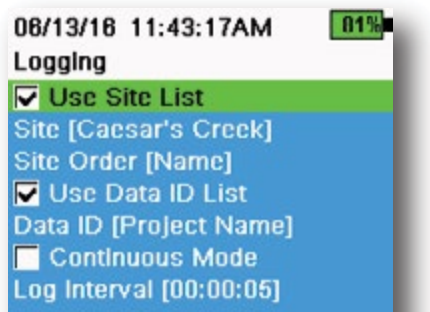 06/13/16 11:43:17AM 81%
Logging
Use Site List
Site [Caesar's Creek]
Site Order [Name]
Use Data ID List
Data ID [Project Name]
Continuous Mode
Log Interval [00:00:05]